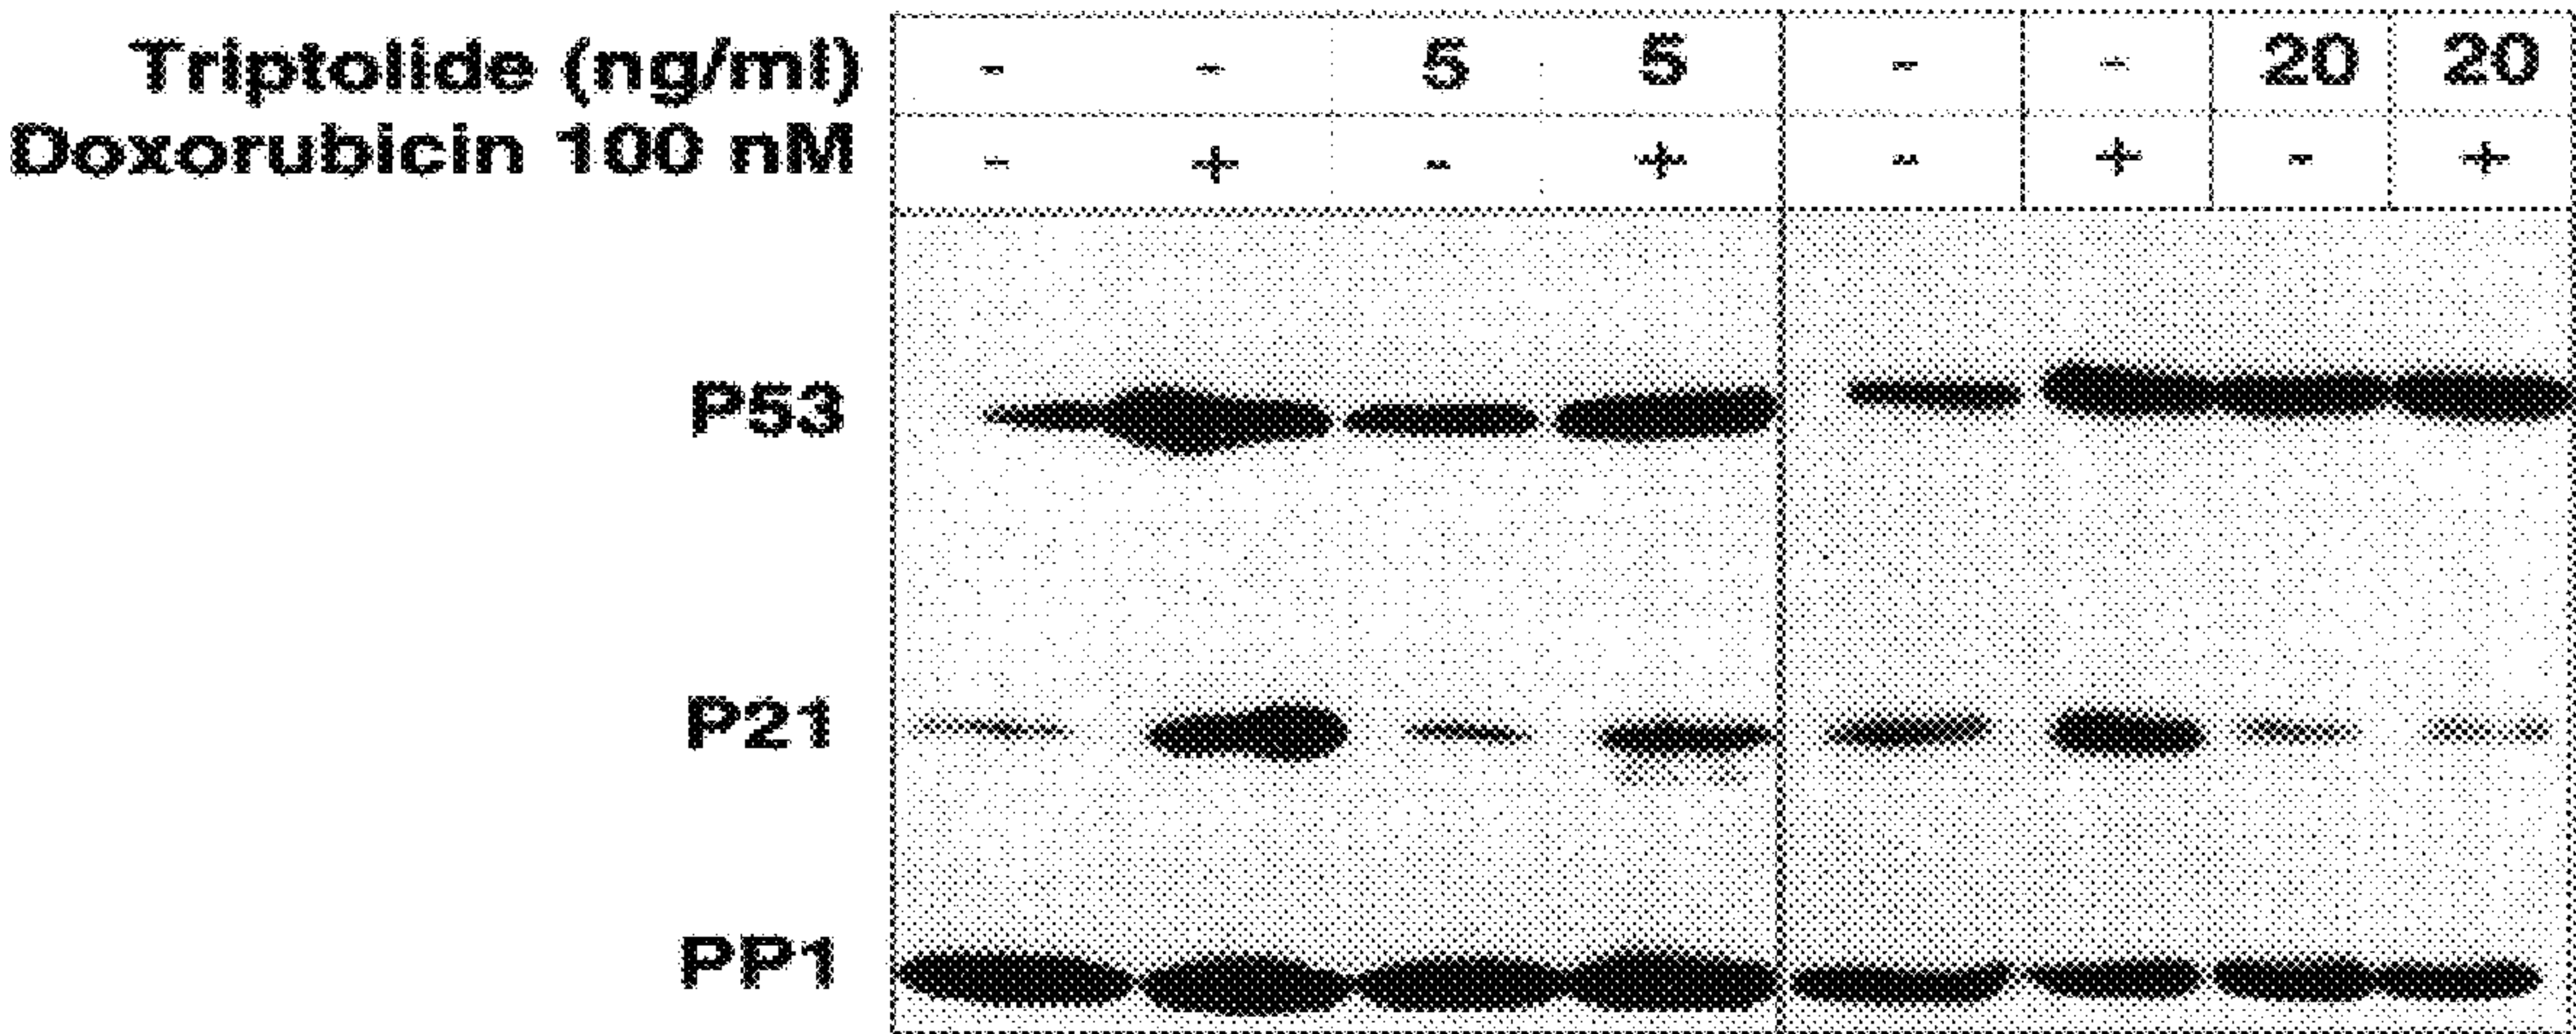 Triptolide (ng/ml) - - 5 5 - - 20 20
Doxorubicin 100 nM - + - + - + - +
P53
P21
PP1